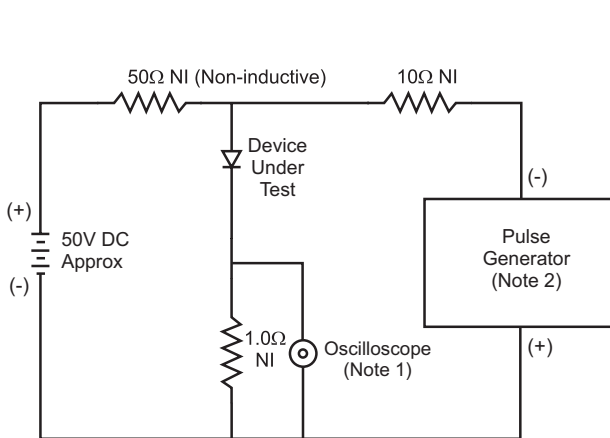 50Ω NI (Non-inductive)
10Ω NI
Device
Under
Test
(-)
(+)
50V DC
Approx
(-)
Pulse
Generator
(Note 2)
1.0Ω
NI
Oscilloscope
(Note 1)
(+)